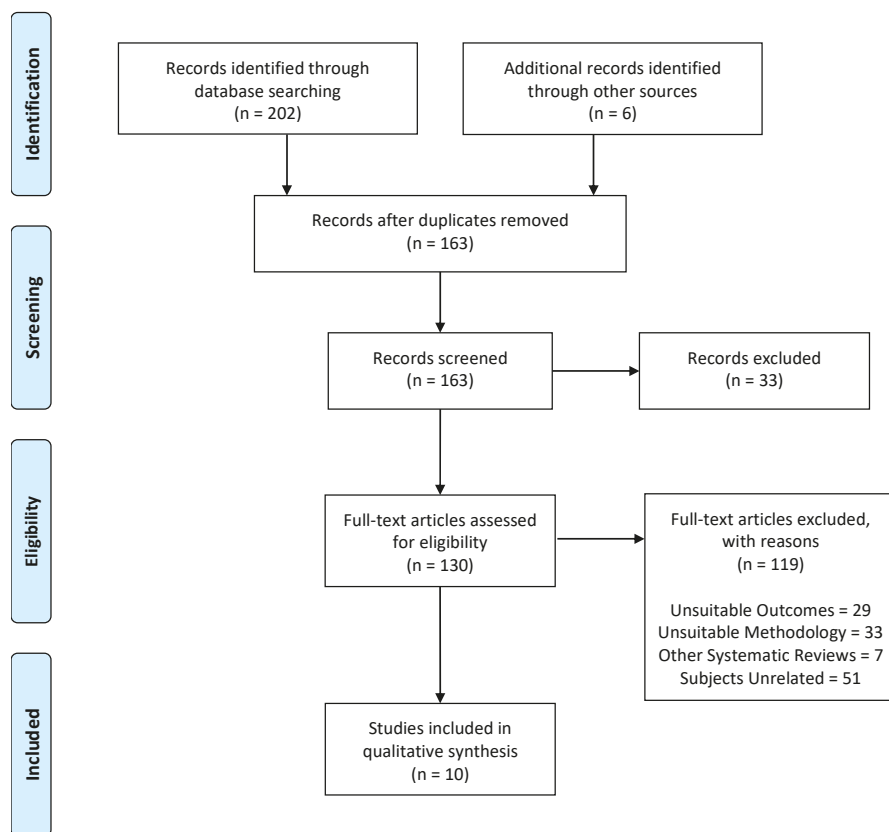 Identification
Records identified through
database searching
(n = 202)
Additional records identified
through other sources
(n = 6)
Records after duplicates removed
(n = 163)
Screening
Records screened
(n = 163)
Records excluded
(n = 33)
Eligibility
Full-text articles assessed
for eligibility
(n = 130)
Full-text articles excluded,
with reasons
(n = 119)
Unsuitable Outcomes = 29
Unsuitable Methodology = 33
Other Systematic Reviews = 7
Subjects Unrelated = 51
Included
Studies included in
qualitative synthesis
(n = 10)